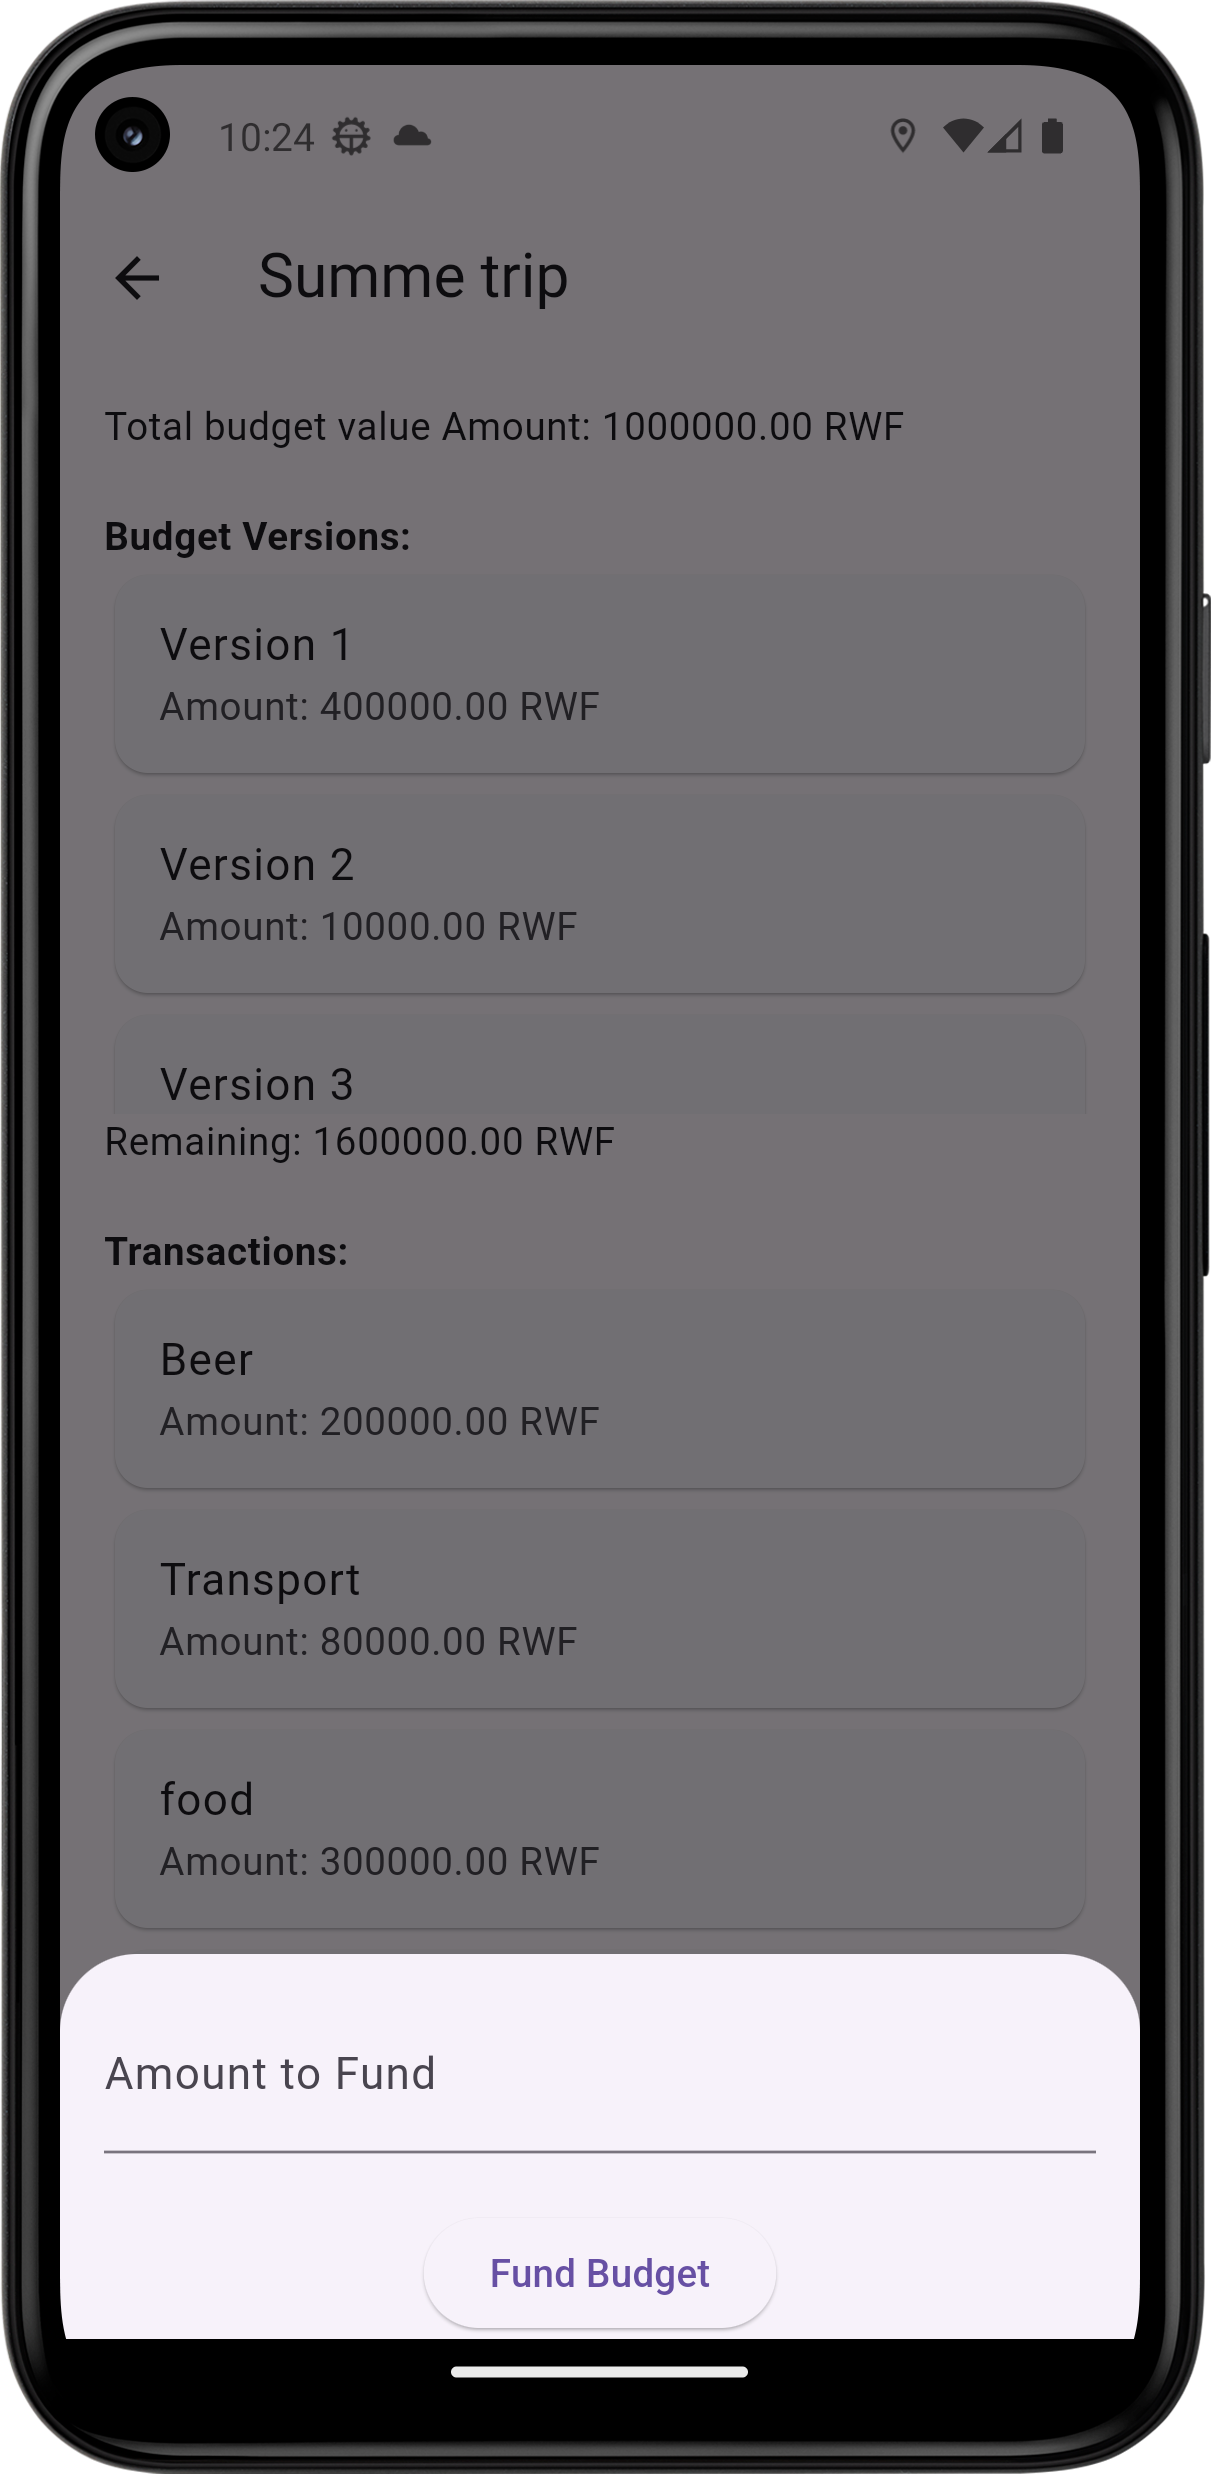 10:24
Summe trip
Total budget value Amount: 1000000.00 RWF
Budget Versions:
Version 1
Amount: 400000.00 RWF
Version 2
Amount: 10000.00 RWF
Version 3
Remaining: 1600000.00 RWF
Transactions:
Beer
Amount: 200000.00 RWF
Transport
Amount: 80000.00 RWF
food
Amount: 300000.00 RWF
Amount to Fund
Fund Budget